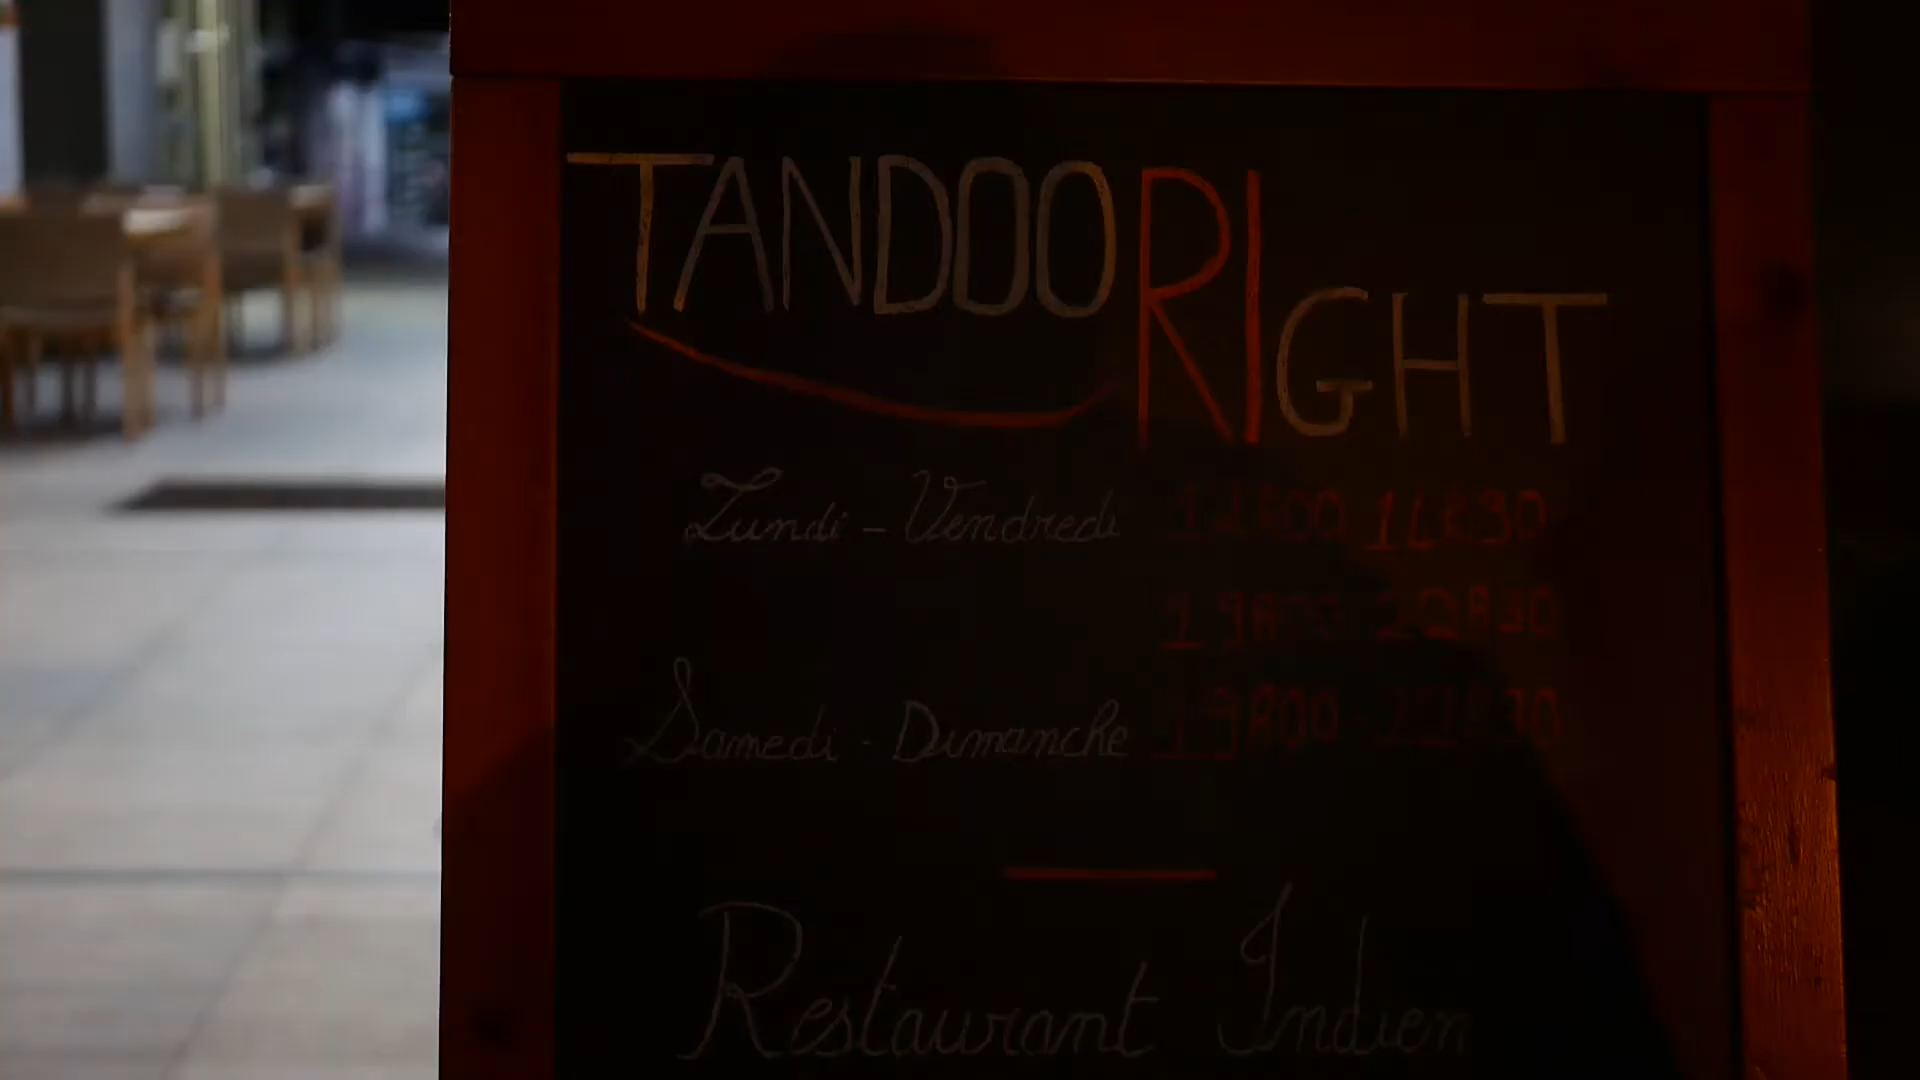 TANDOORIGHT
Lundi - Vendredi 12h00 14h30
19h00 - 22h30
Samedi - Dimanche 19h00 - 22h30
Restaurant Indien